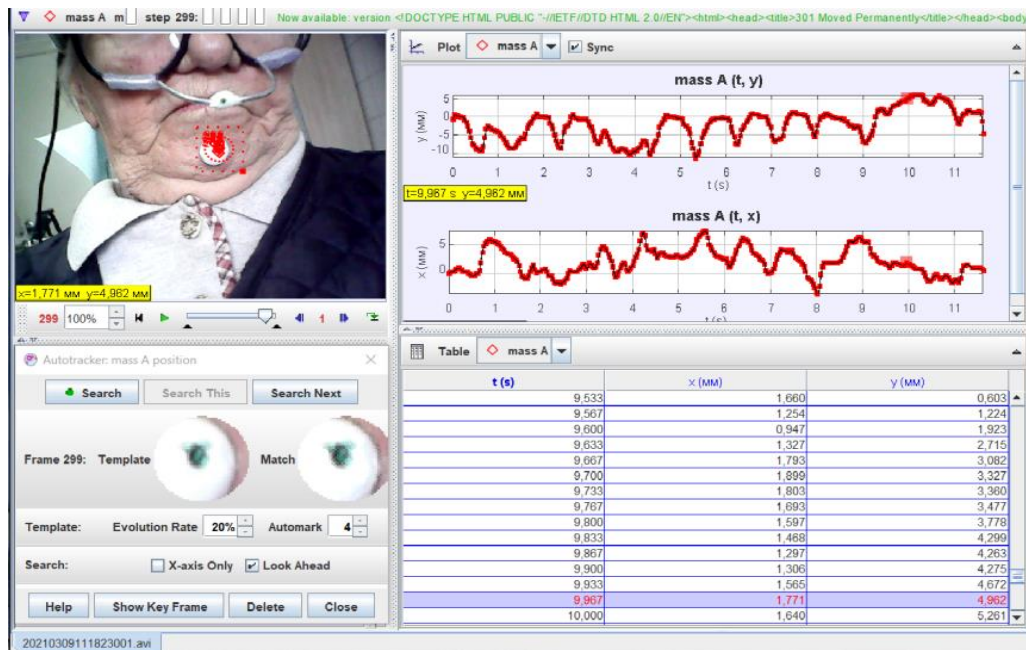 mass A m step 299: Now available: version <!DOCTYPE HTML PUBLIC "-//IETF//DTD HTML 2.0//EN"><html><head><title>301 Moved Permanently</title></head><body
Plot mass A Sync
mass A (t, y)
y (мм)
5
0
-5
-10
0 1 2 3 4 5 6 7 8 9 10 11
t (s)
t=9,967 s y=4,962 мм
mass A (t, x)
x (мм)
5
0
0 1 2 3 4 5 6 7 8 9 10 11
t (s)
x=1,771 мм y=4,962 мм
299 100% 1
Autotracker: mass A position
Search Search This Search Next
Frame 299: Template Match
Template: Evolution Rate 20% Automark 4
Search: X-axis Only Look Ahead
Help Show Key Frame Delete Close
Table mass A
t (s) x (мм) y (мм)
9,533 1,660 0,603
9,567 1,254 1,224
9,600 0,947 1,923
9,633 1,327 2,715
9,667 1,793 3,082
9,700 1,899 3,327
9,733 1,803 3,360
9,767 1,693 3,477
9,800 1,597 3,778
9,833 1,468 4,299
9,867 1,297 4,263
9,900 1,306 4,275
9,933 1,565 4,672
9,967 1,771 4,962
10,000 1,640 5,261
20210309111823001.avi